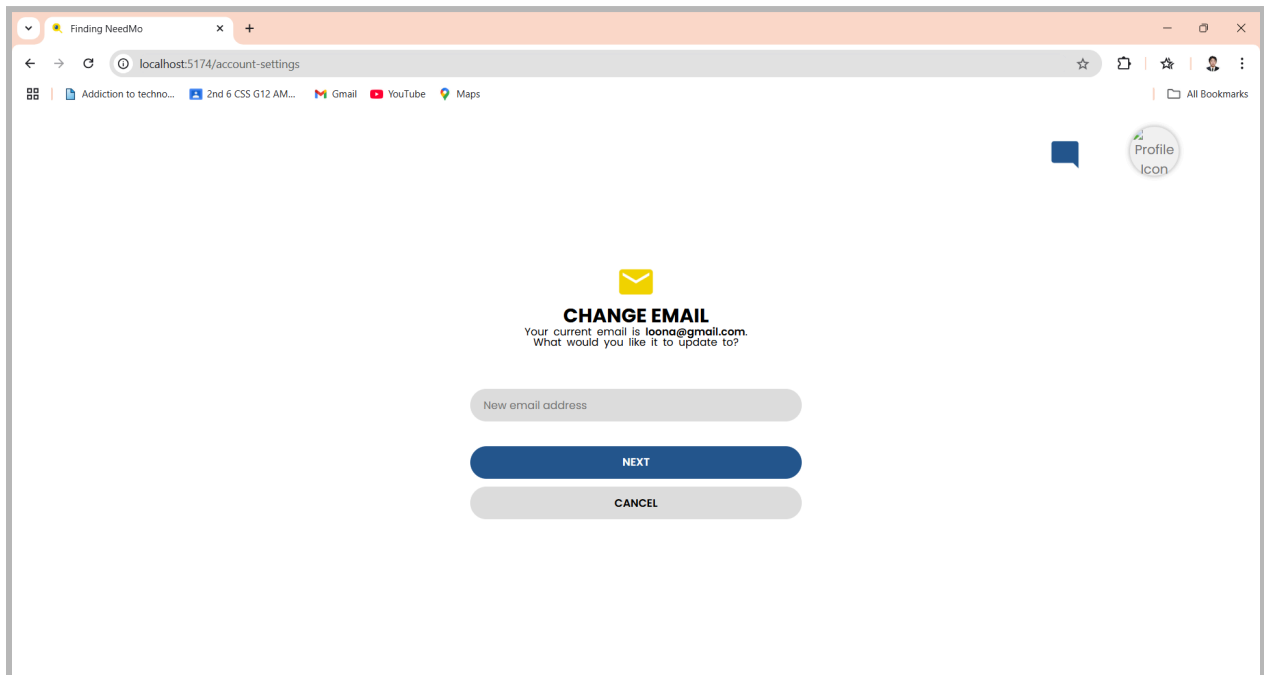 Finding NeedMo
localhost:5174/account-settings
Addiction to techno... 2nd 6 CSS G12 AM... Gmail YouTube Maps All Bookmarks
Profile
Icon
CHANGE EMAIL
Your current email is loona@gmail.com.
What would you like it to update to?
New email address
NEXT
CANCEL